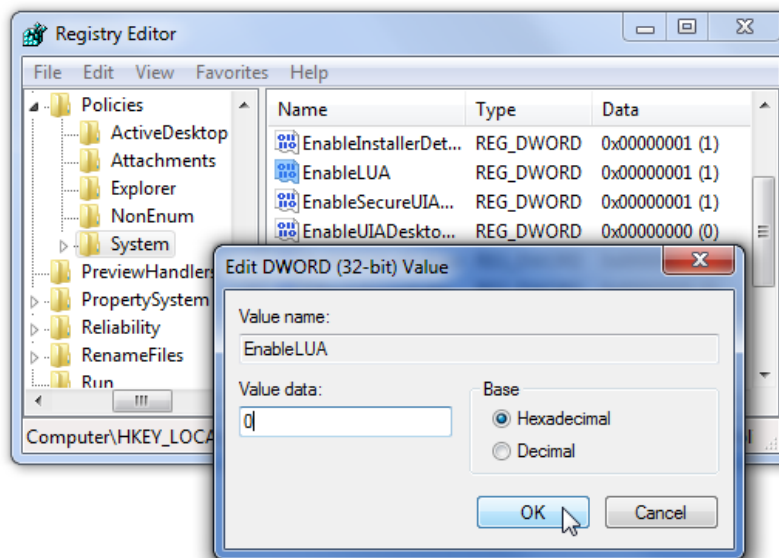 Registry Editor
File Edit View Favorites Help
Policies
ActiveDesktop
Attachments
Explorer
NonEnum
System
PreviewHandlers
PropertySystem
Reliability
RenameFiles
Run
Name Type Data
EnableInstallerDet... REG_DWORD 0x00000001 (1)
EnableLUA REG_DWORD 0x00000001 (1)
EnableSecureUIA... REG_DWORD 0x00000001 (1)
EnableUIADeskto... REG_DWORD 0x00000000 (0)
Computer\HKEY_LOCA
Edit DWORD (32-bit) Value
Value name:
EnableLUA
Value data:
0
Base
Hexadecimal
Decimal
OK Cancel